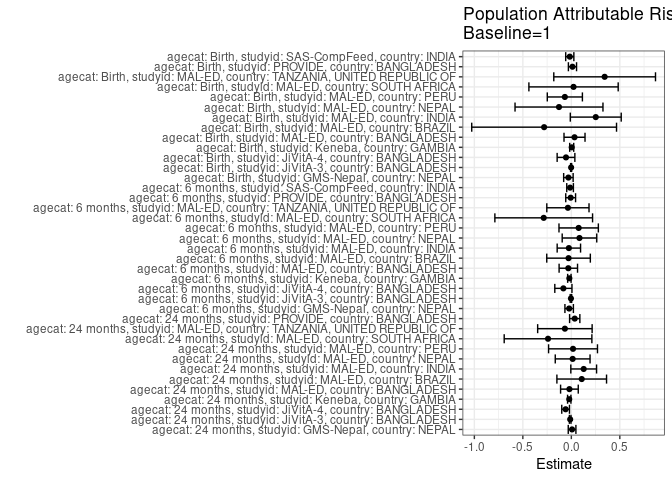 Population Attributable Ris
Baseline=1
agecat: Birth, studyid: SAS-CompFeed, country: INDIA
agecat: Birth, studyid: PROVIDE, country: BANGLADESH
agecat: Birth, studyid: MAL-ED, country: TANZANIA, UNITED REPUBLIC OF
agecat: Birth, studyid: MAL-ED, country: SOUTH AFRICA
agecat: Birth, studyid: MAL-ED, country: PERU
agecat: Birth, studyid: MAL-ED, country: NEPAL
agecat: Birth, studyid: MAL-ED, country: INDIA
agecat: Birth, studyid: MAL-ED, country: BRAZIL
agecat: Birth, studyid: MAL-ED, country: BANGLADESH
agecat: Birth, studyid: Keneba, country: GAMBIA
agecat: Birth, studyid: JiVitA-4, country: BANGLADESH
agecat: Birth, studyid: JiVitA-3, country: BANGLADESH
agecat: Birth, studyid: GMS-Nepal, country: NEPAL
agecat: 6 months, studyid: SAS-CompFeed, country: INDIA
agecat: 6 months, studyid: PROVIDE, country: BANGLADESH
agecat: 6 months, studyid: MAL-ED, country: TANZANIA, UNITED REPUBLIC OF
agecat: 6 months, studyid: MAL-ED, country: SOUTH AFRICA
agecat: 6 months, studyid: MAL-ED, country: PERU
agecat: 6 months, studyid: MAL-ED, country: NEPAL
agecat: 6 months, studyid: MAL-ED, country: INDIA
agecat: 6 months, studyid: MAL-ED, country: BRAZIL
agecat: 6 months, studyid: MAL-ED, country: BANGLADESH
agecat: 6 months, studyid: Keneba, country: GAMBIA
agecat: 6 months, studyid: JiVitA-4, country: BANGLADESH
agecat: 6 months, studyid: JiVitA-3, country: BANGLADESH
agecat: 6 months, studyid: GMS-Nepal, country: NEPAL
agecat: 24 months, studyid: PROVIDE, country: BANGLADESH
agecat: 24 months, studyid: MAL-ED, country: TANZANIA, UNITED REPUBLIC OF
agecat: 24 months, studyid: MAL-ED, country: SOUTH AFRICA
agecat: 24 months, studyid: MAL-ED, country: PERU
agecat: 24 months, studyid: MAL-ED, country: NEPAL
agecat: 24 months, studyid: MAL-ED, country: INDIA
agecat: 24 months, studyid: MAL-ED, country: BRAZIL
agecat: 24 months, studyid: MAL-ED, country: BANGLADESH
agecat: 24 months, studyid: Keneba, country: GAMBIA
agecat: 24 months, studyid: JiVitA-4, country: BANGLADESH
agecat: 24 months, studyid: JiVitA-3, country: BANGLADESH
agecat: 24 months, studyid: GMS-Nepal, country: NEPAL
-1.0 -0.5 0.0 0.5
Estimate